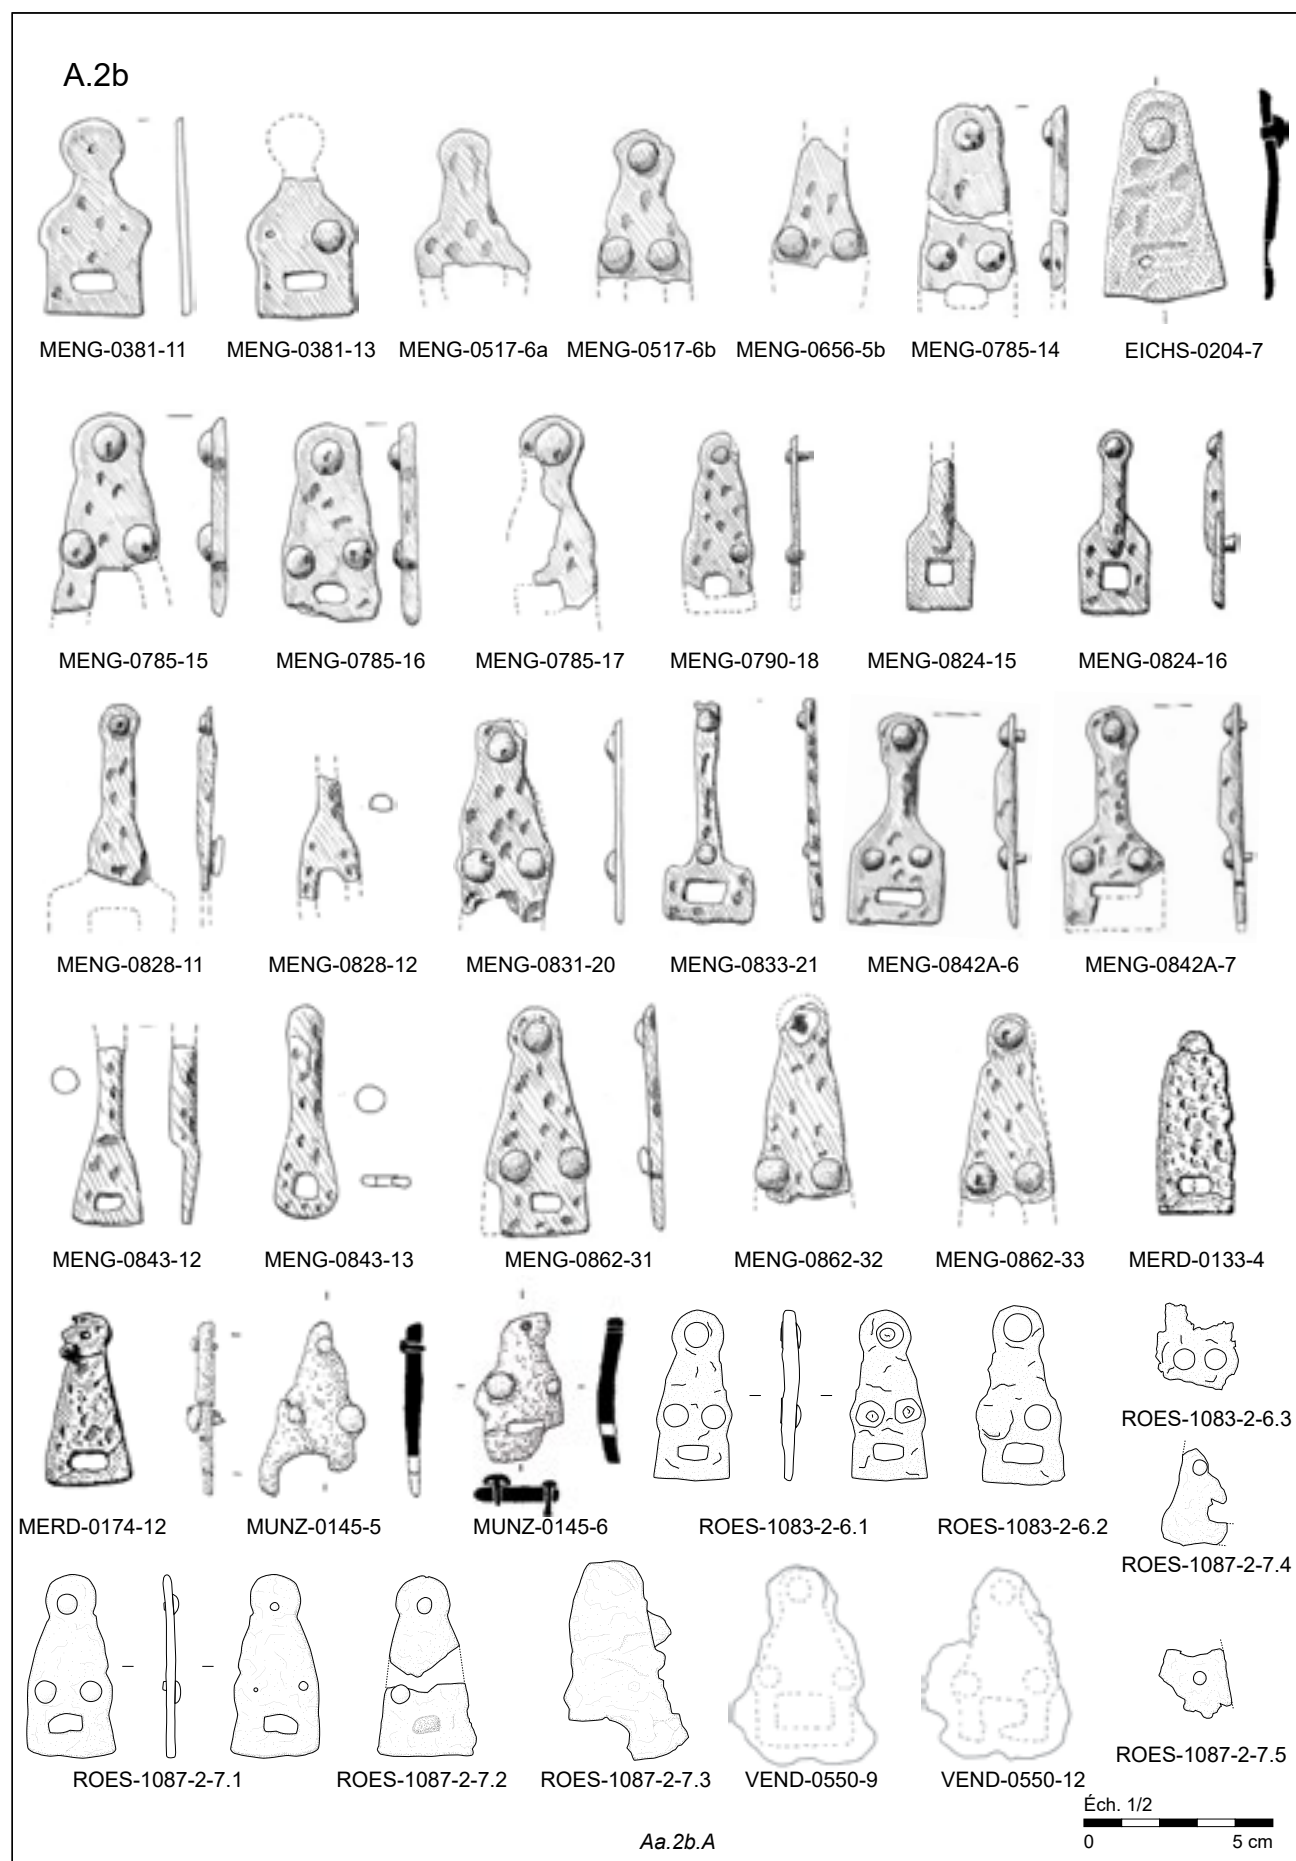 A.2b
MENG-0381-11 MENG-0381-13 MENG-0517-6a MENG-0517-6b MENG-0656-5b MENG-0785-14 EICHS-0204-7
MENG-0785-15 MENG-0785-16 MENG-0785-17 MENG-0790-18 MENG-0824-15 MENG-0824-16
MENG-0828-11 MENG-0828-12 MENG-0831-20 MENG-0833-21 MENG-0842A-6 MENG-0842A-7
MENG-0843-12 MENG-0843-13 MENG-0862-31 MENG-0862-32 MENG-0862-33 MERD-0133-4
ROES-1083-2-6.3
MERD-0174-12 MUNZ-0145-5 MUNZ-0145-6 ROES-1083-2-6.1 ROES-1083-2-6.2
ROES-1087-2-7.4
ROES-1087-2-7.5
ROES-1087-2-7.1 ROES-1087-2-7.2 ROES-1087-2-7.3 VEND-0550-9 VEND-0550-12
Éch. 1/2
0 5 cm
Aa.2b.A